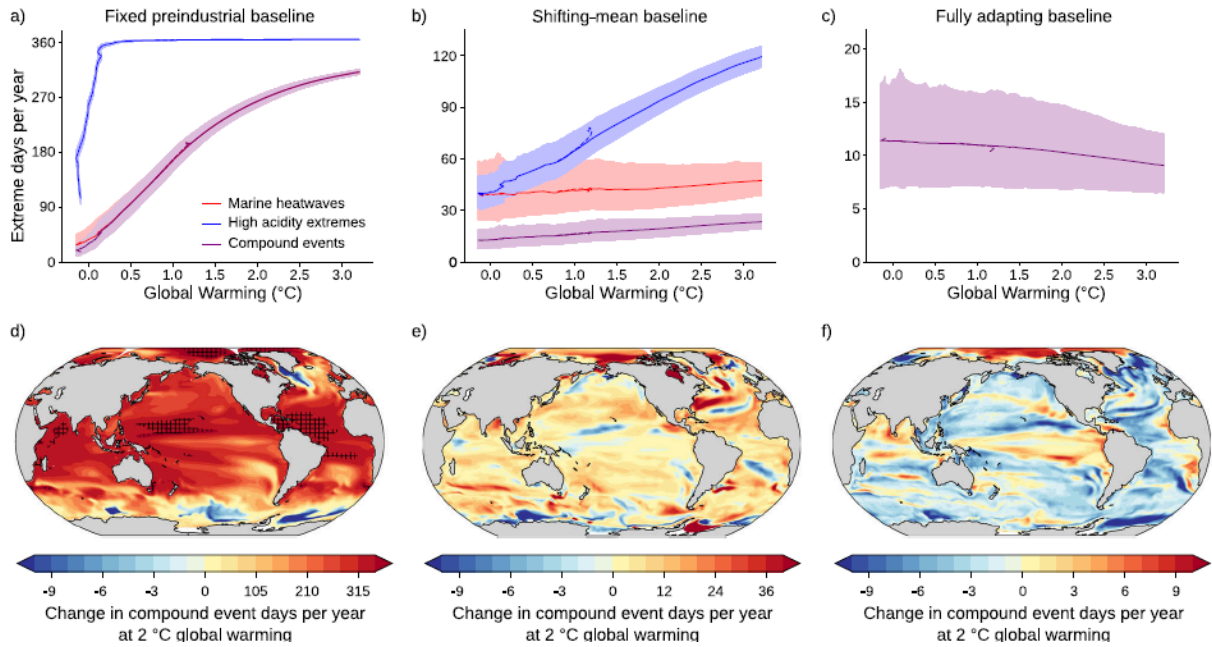 a) Fixed preindustrial baseline
b) Shifting-mean baseline
c) Fully adapting baseline
Extreme days per year
360
270
180
90
0
Marine heatwaves
High acidity extremes
Compound events
0.0 0.5 1.0 1.5 2.0 2.5 3.0
Global Warming (°C)
120
90
60
30
0
0.0 0.5 1.0 1.5 2.0 2.5 3.0
Global Warming (°C)
20
15
10
5
0
0.0 0.5 1.0 1.5 2.0 2.5 3.0
Global Warming (°C)
d)
e)
f)
-9 -6 -3 0 105 210 315
Change in compound event days per year
at 2 °C global warming
-9 -6 -3 0 12 24 36
Change in compound event days per year
at 2 °C global warming
-9 -6 -3 0 3 6 9
Change in compound event days per year
at 2 °C global warming